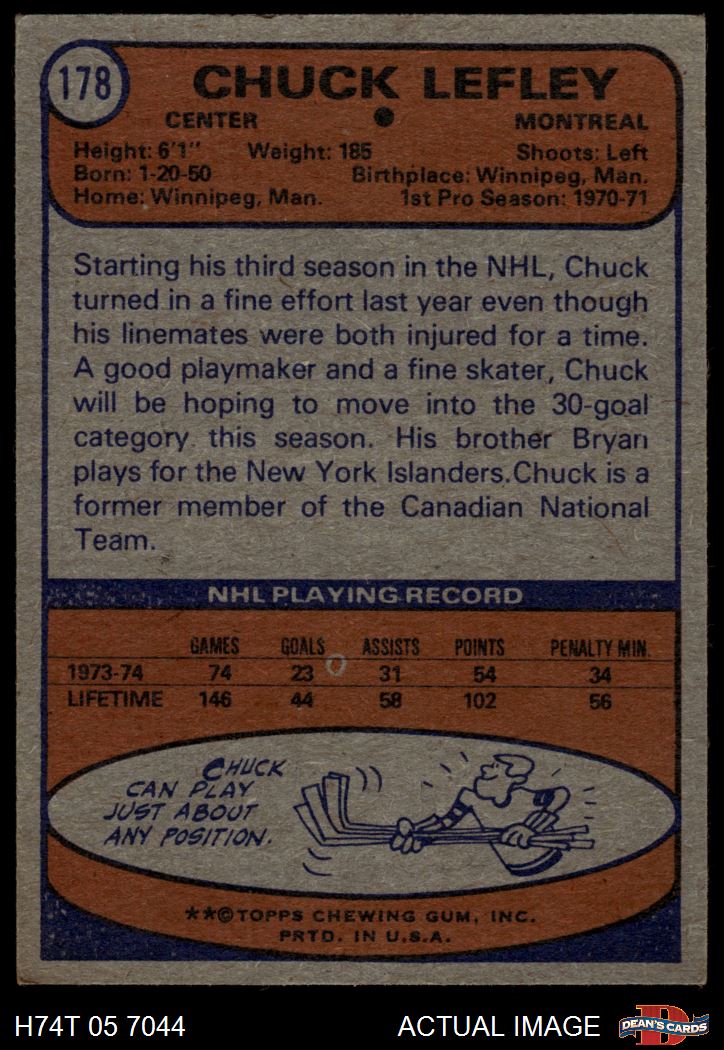 178
CHUCK LEFLEY
CENTER MONTREAL
Height: 6'1" Weight: 185 Shoots: Left
Born: 1-20-50 Birthplace: Winnipeg, Man.
Home: Winnipeg, Man. 1st Pro Season: 1970-71
Starting his third season in the NHL, Chuck
turned in a fine effort last year even though
his linemates were both injured for a time.
A good playmaker and a fine skater, Chuck
will be hoping to move into the 30-goal
category this season. His brother Bryan
plays for the New York Islanders.Chuck is a
former member of the Canadian National
Team.
NHL PLAYING RECORD
GAMES GOALS ASSISTS POINTS PENALTY MIN.
1973-74 74 23 31 54 34
LIFETIME 146 44 58 102 56
CHUCK
CAN PLAY
JUST ABOUT
ANY POSITION.
**©TOPPS CHEWING GUM, INC.
PRTD. IN U.S.A.
H74T 05 7044 ACTUAL IMAGE
D
DEAN'S CARDS